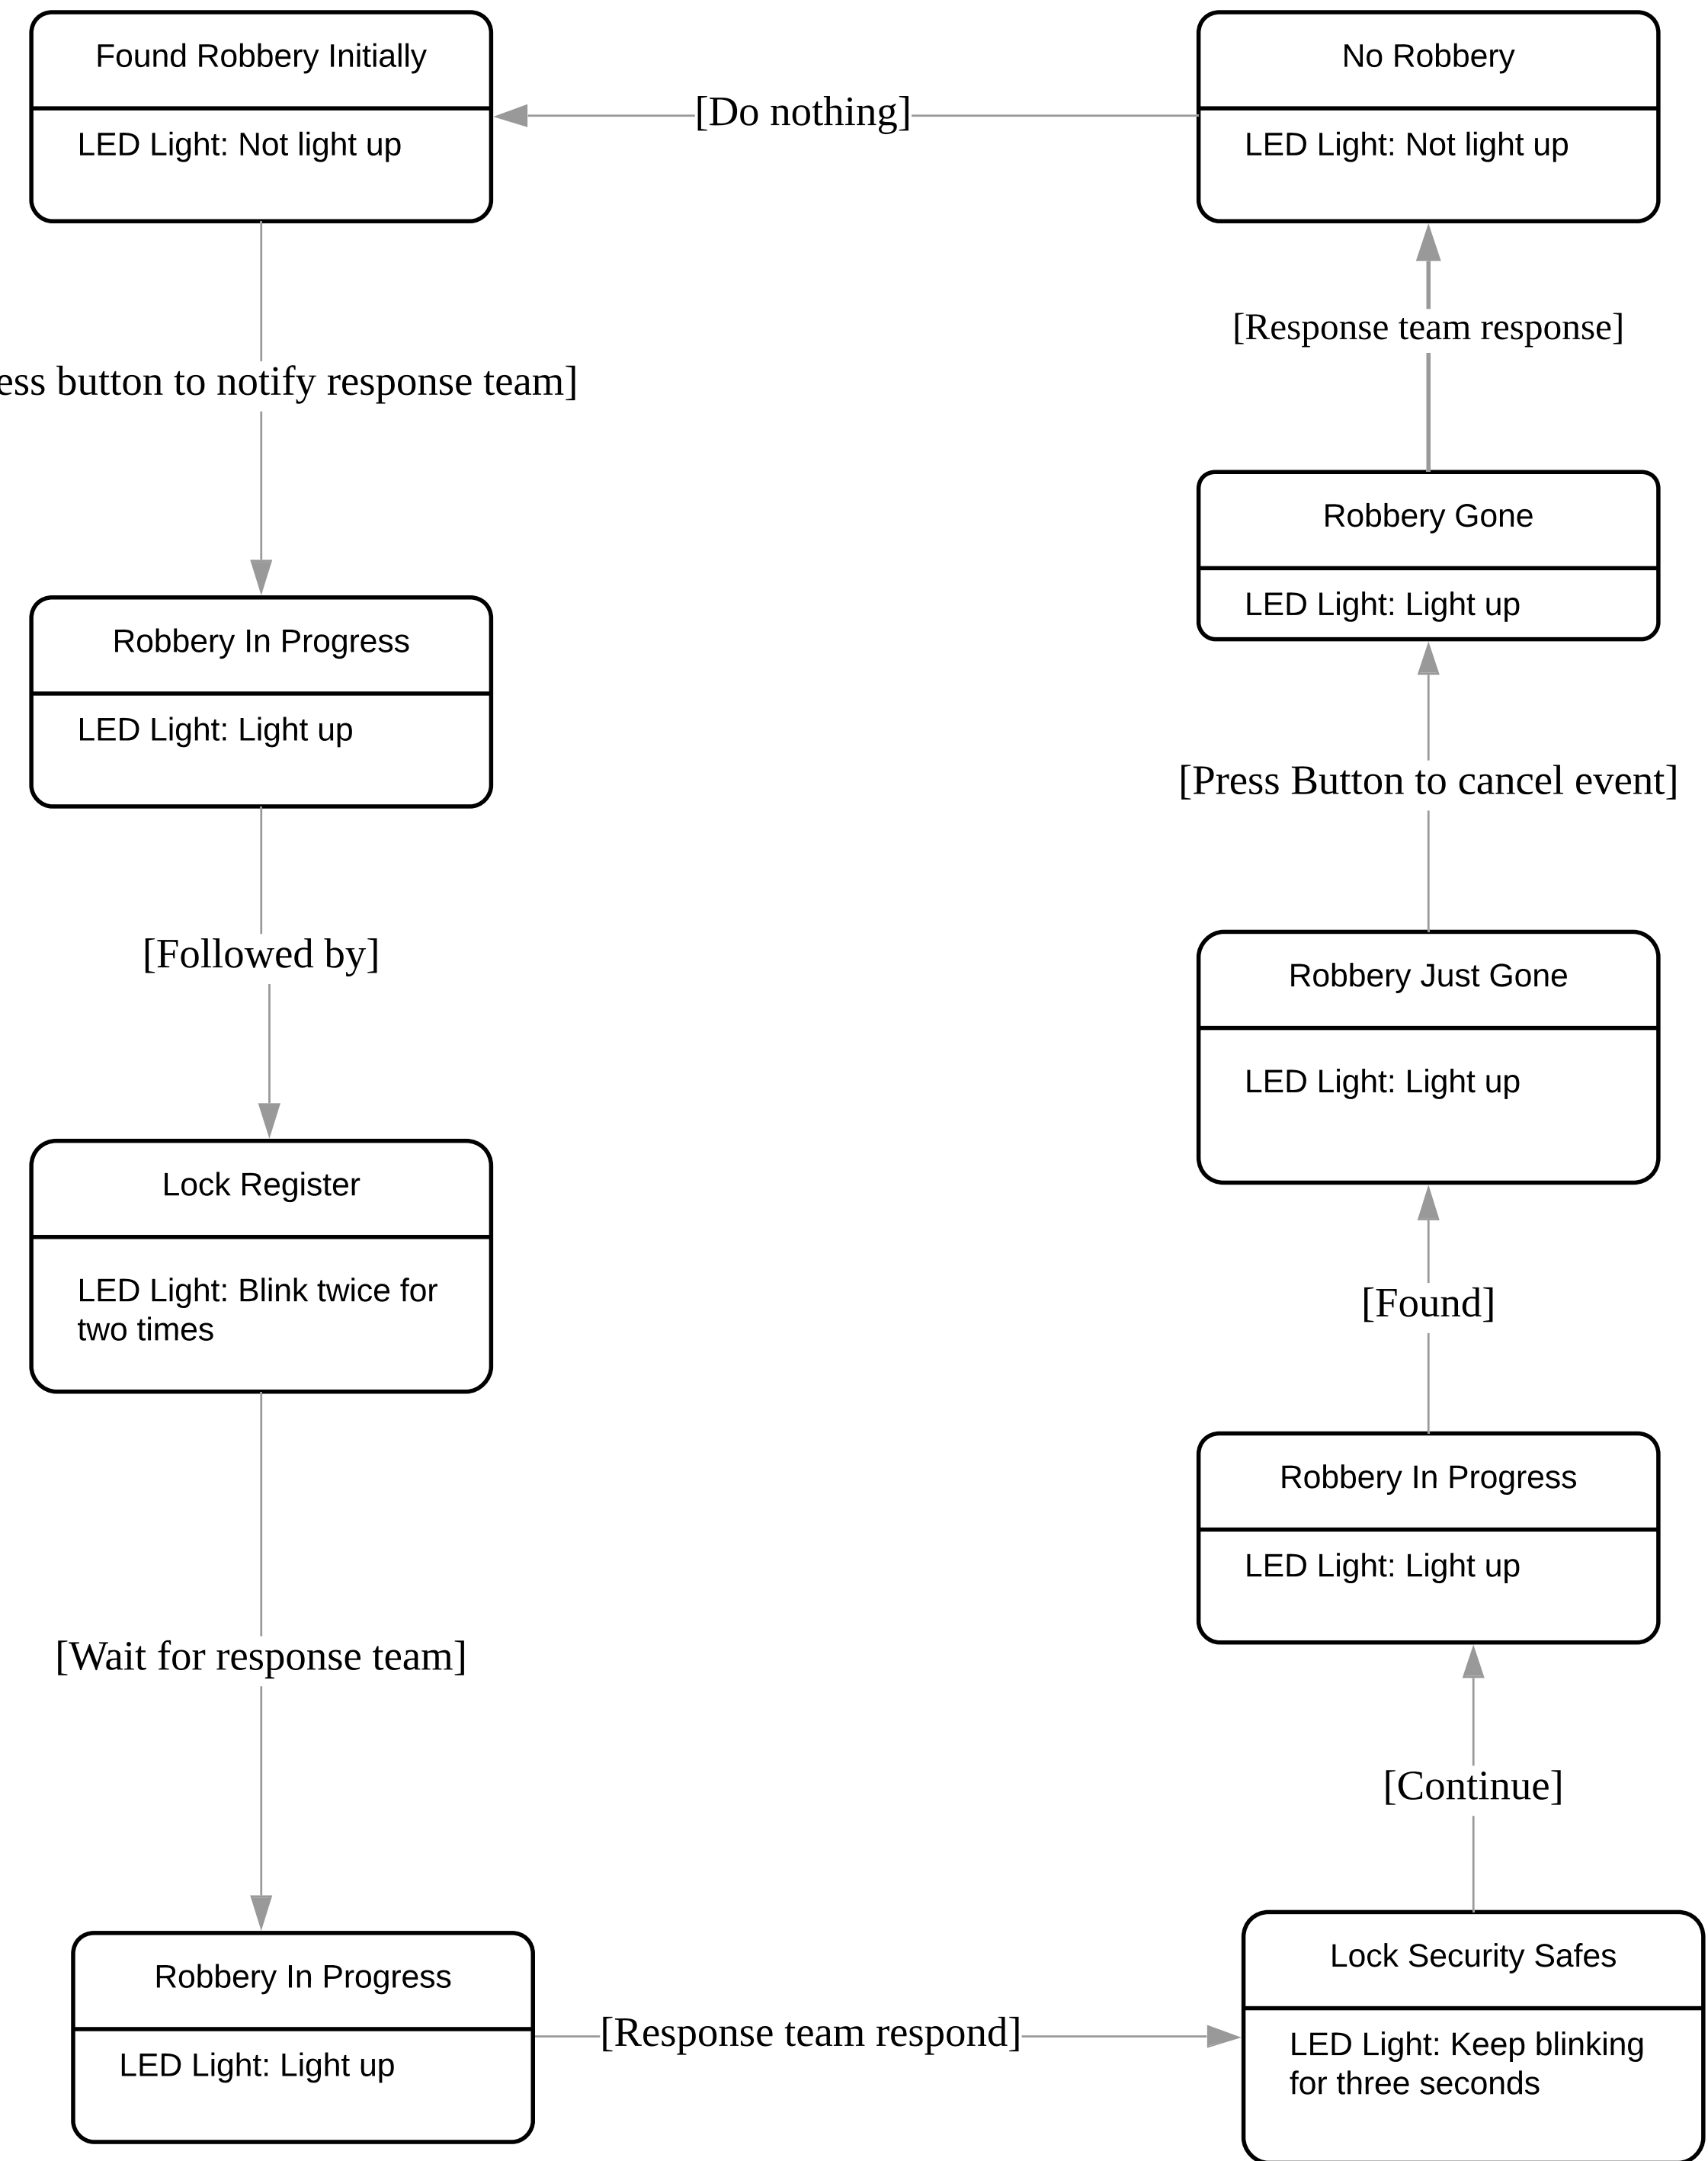 Found Robbery Initially
LED Light: Not light up
[Do nothing]
No Robbery
LED Light: Not light up
button to notify response team]
[Response team response]
Robbery In Progress
LED Light: Light up
Robbery Gone
LED Light: Light up
[Press Button to cancel event]
[Followed by]
Robbery Just Gone
LED Light: Light up
Lock Register
LED Light: Blink twice for
two times
[Found]
Robbery In Progress
LED Light: Light up
[Wait for response team]
[Continue]
Robbery In Progress
LED Light: Light up
[Response team respond]
Lock Security Safes
LED Light: Keep blinking
for three seconds